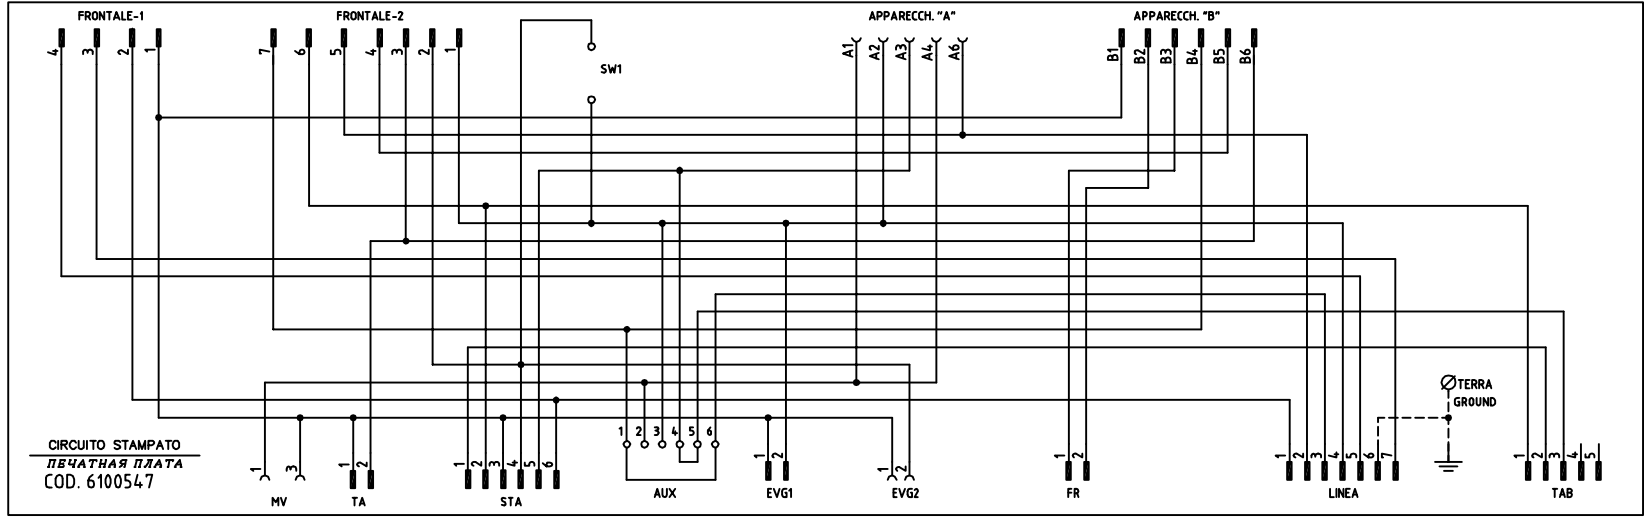 FRONTALE-1
FRONTALE-2
APPARECCH. "A"
APPARECCH. "B"
4 3 2 1
7 6 5 4 3 2 1
A1 A2 A3 A4 A6
B1 B2 B3 B4 B5 B6
SW1
TERRA
GROUND
CIRCUITO STAMPATO
ПЕЧАТНАЯ ПЛАТА
COD. 6100547
1 3
1 2
1 2 3 4 5 6
1 2 3 4 5 6
1 2
1 2
1 2
1 2 3 4 5 6 7
1 2 3 4 5
MV
TA
STA
AUX
EVG1
EVG2
FR
LINEA
TAB